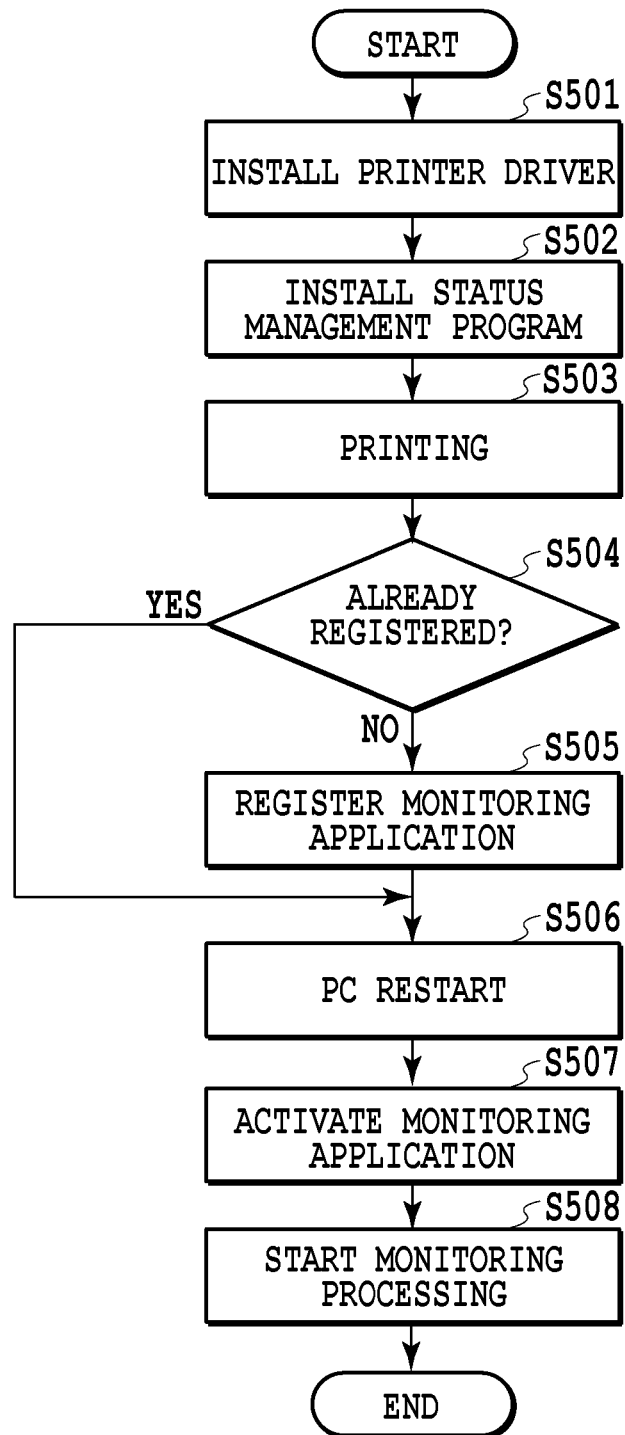 START
S501
INSTALL PRINTER DRIVER
S502
INSTALL STATUS
MANAGEMENT PROGRAM
S503
PRINTING
S504
ALREADY
REGISTERED?
YES
NO
S505
REGISTER MONITORING
APPLICATION
S506
PC RESTART
S507
ACTIVATE MONITORING
APPLICATION
S508
START MONITORING
PROCESSING
END